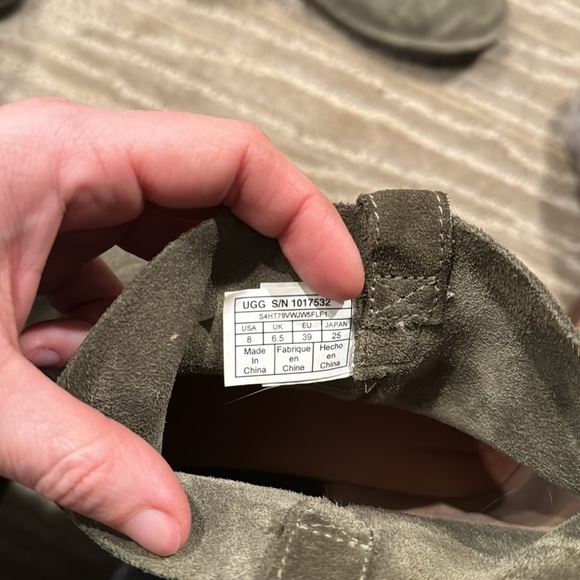 UGG S/N 1017532
S4HT79VWJW5FLF1
USA UK EU JAPAN
8 6.5 39 25
Made Fabrique Hecho
In en en
China Chine China